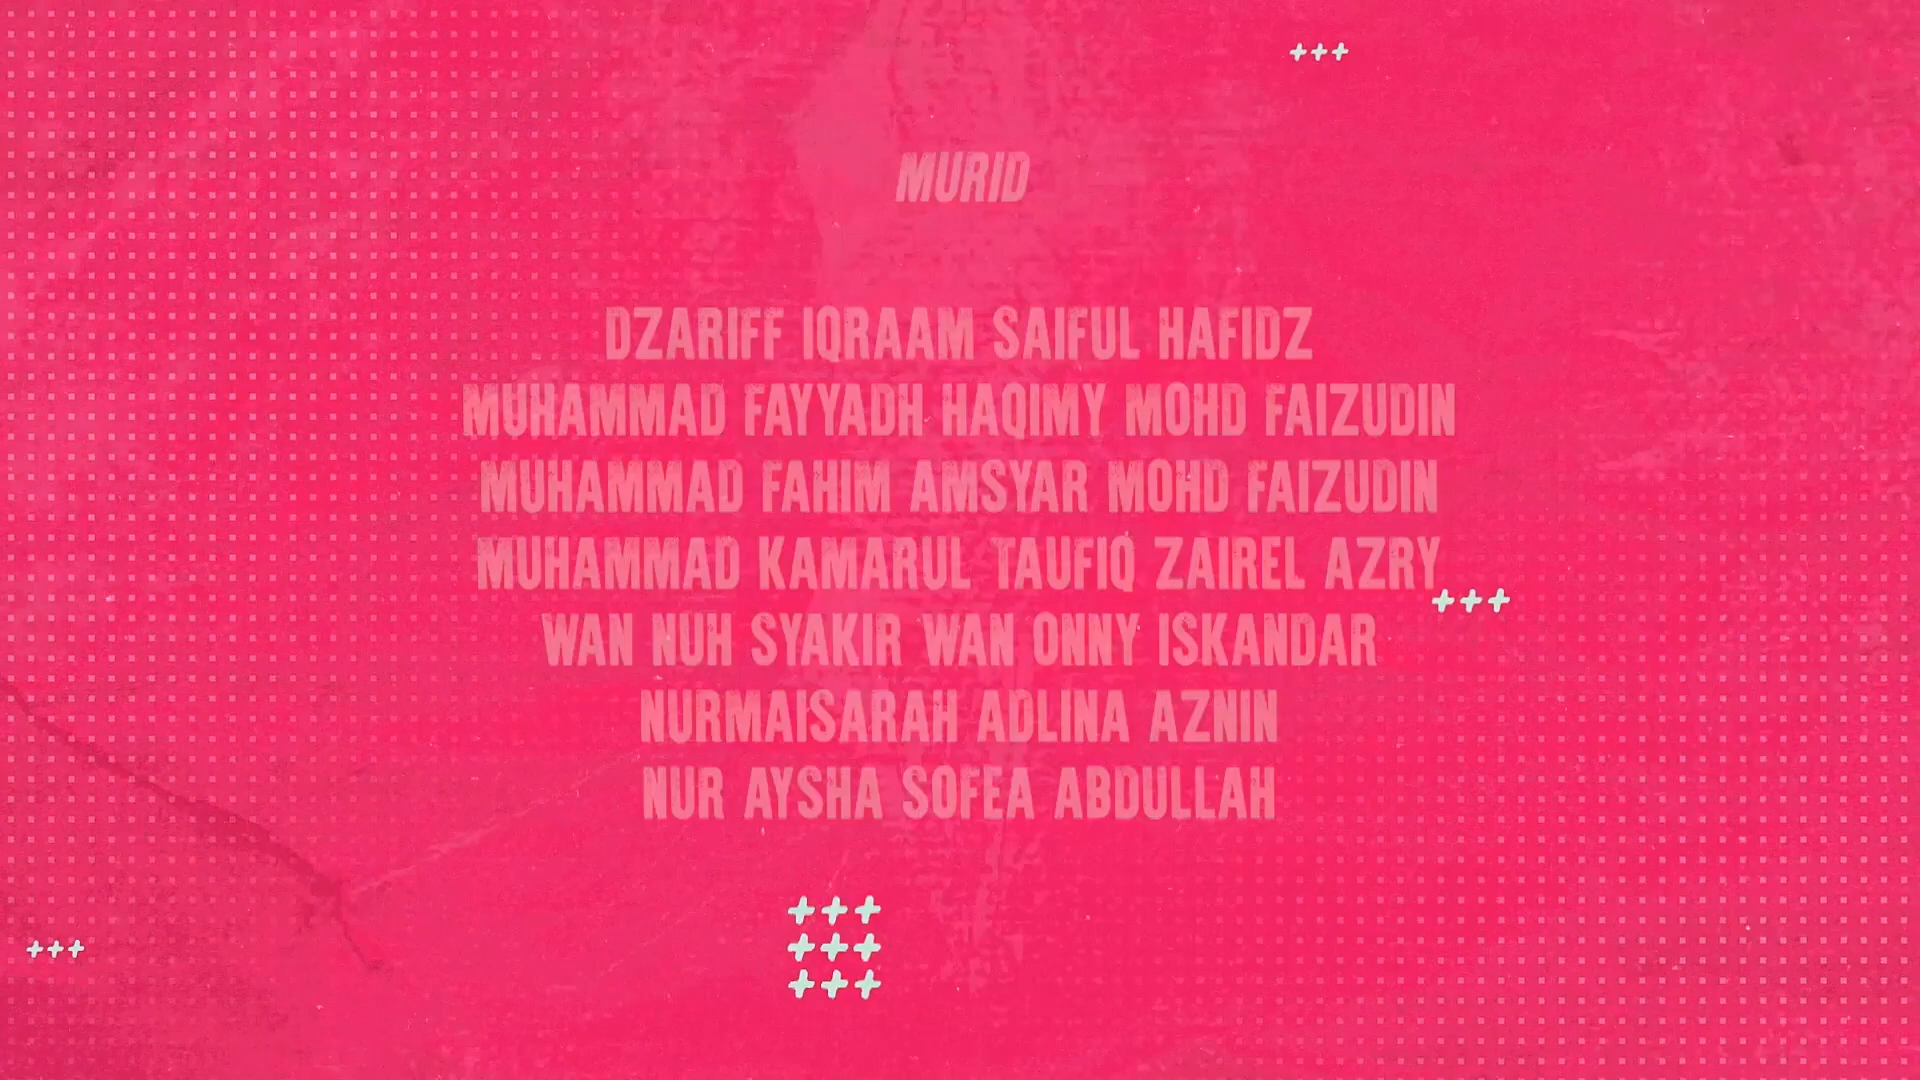 MURID
DZARIFF IQRAAM SAIFUL HAFIDZ
MUHAMMAD FAYYADH HAQIMY MOHD FAIZUDIN
MUHAMMAD FAHIM AMSYAR MOHD FAIZUDIN
MUHAMMAD KAMARUL TAUFIQ ZAIREL AZRY
WAN NUH SYAKIR WAN ONNY ISKANDAR
NURMAISARAH ADLINA AZNIN
NUR AYSHA SOFEA ABDULLAH